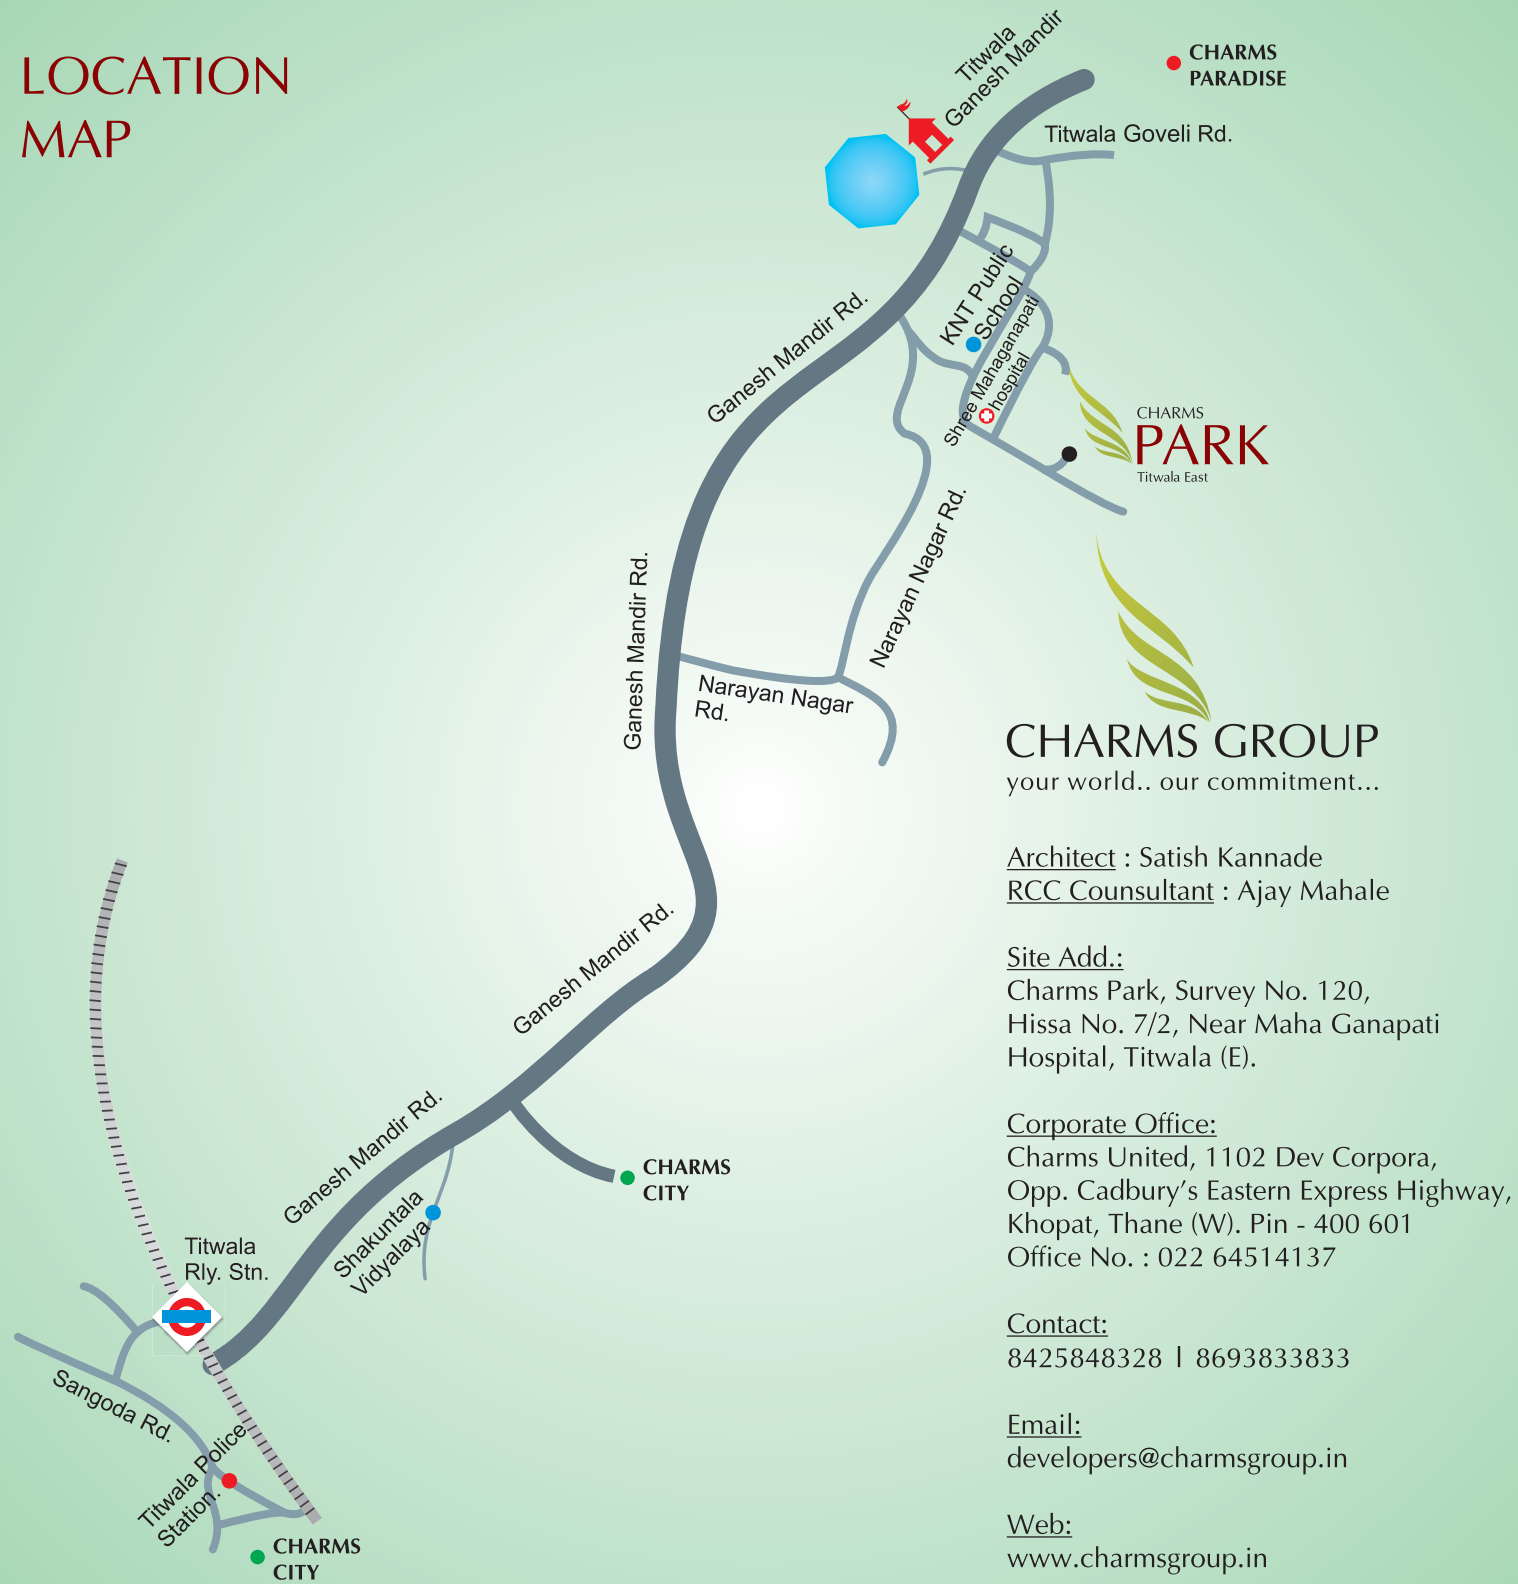 LOCATION
MAP
Titwala
Ganesh Mandir
CHARMS
PARADISE
Titwala Goveli Rd.
KNT Public
School
Shree Mahaganapati
hospital
Ganesh Mandir Rd.
CHARMS
PARK
Titwala East
Narayan Nagar Rd.
Ganesh Mandir Rd.
Narayan Nagar
Rd.
CHARMS GROUP
your world.. our commitment...
Architect : Satish Kannade
RCC Counsultant : Ajay Mahale
Site Add.:
Charms Park, Survey No. 120,
Hissa No. 7/2, Near Maha Ganapati
Hospital, Titwala (E).
Corporate Office:
Charms United, 1102 Dev Corpora,
Opp. Cadbury's Eastern Express Highway,
Khopat, Thane (W). Pin - 400 601
Office No. : 022 64514137
Contact:
8425848328 | 8693833833
Email:
developers@charmsgroup.in
Web:
www.charmsgroup.in
Ganesh Mandir Rd.
Ganesh Mandir Rd.
CHARMS
CITY
Shakuntala
Vidyalaya
Titwala
Rly. Stn.
Sangoda Rd.
Titwala Police
Station.
CHARMS
CITY